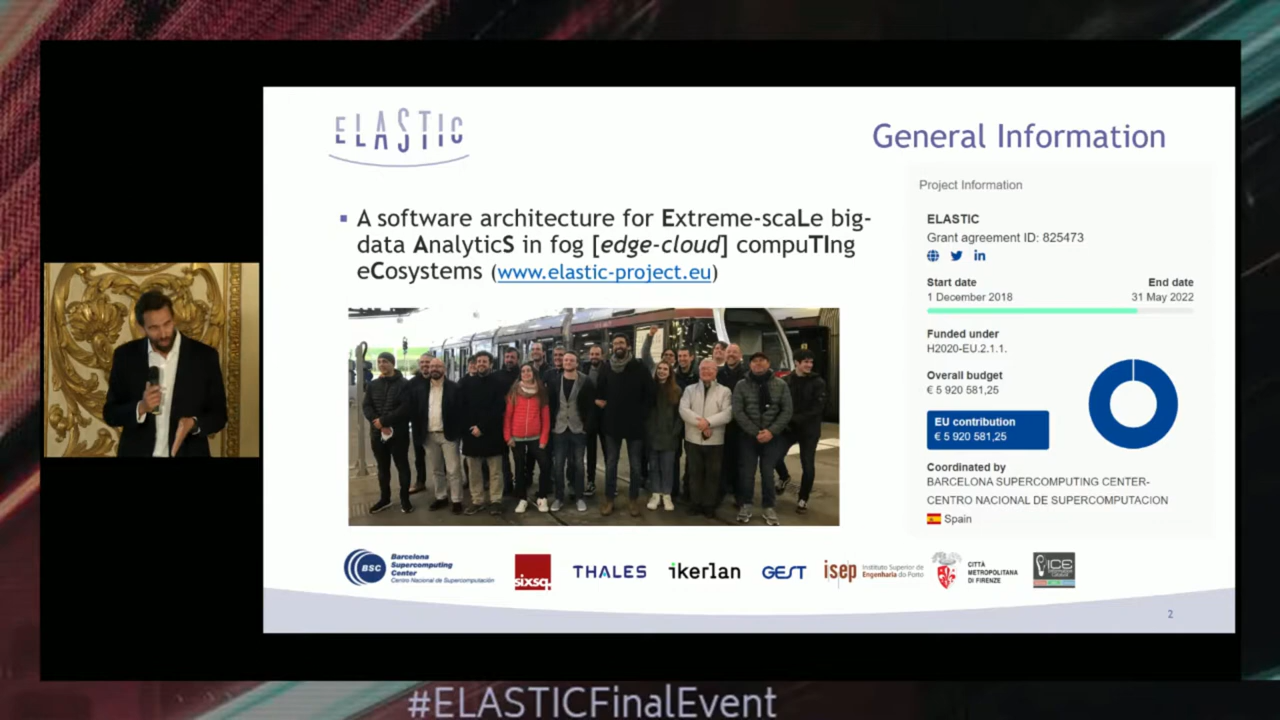 ELASTIC
General Information
▪ A software architecture for Extreme-scaLe big-
data AnalyticS in fog [edge-cloud] compuTIng
eCosystems (www.elastic-project.eu)
Project Information
ELASTIC
Grant agreement ID: 825473
Start date
End date
1 December 2018
31 May 2022
Funded under
H2020-EU.2.1.1.
Overall budget
€ 5 920 581,25
EU contribution
€ 5 920 581,25
Coordinated by
BARCELONA SUPERCOMPUTING CENTER-
CENTRO NACIONAL DE SUPERCOMPUTACION
Spain
BSC
Barcelona
Supercomputing
Center
Centro Nacional de Supercomputación
sixsq.
THALES
ikerlan
GEST
isep
Instituto Superior de
Engenharia do Porto
CITTÀ
METROPOLITANA
DI FIRENZE
ICE
2
#ELASTICFinalEvent